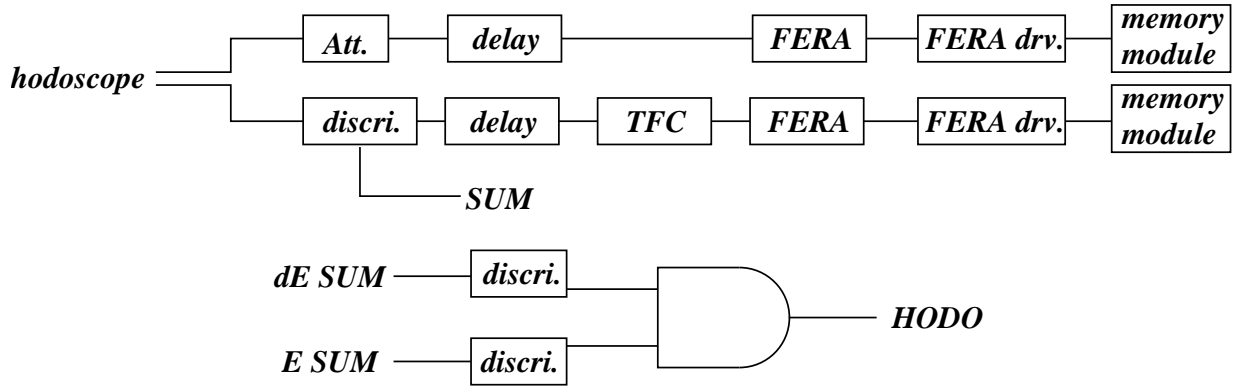 hodoscope
Att. delay FERA FERA drv. memory module
discri. delay TFC FERA FERA drv. memory module
SUM
dE SUM discri.
HODO
E SUM discri.